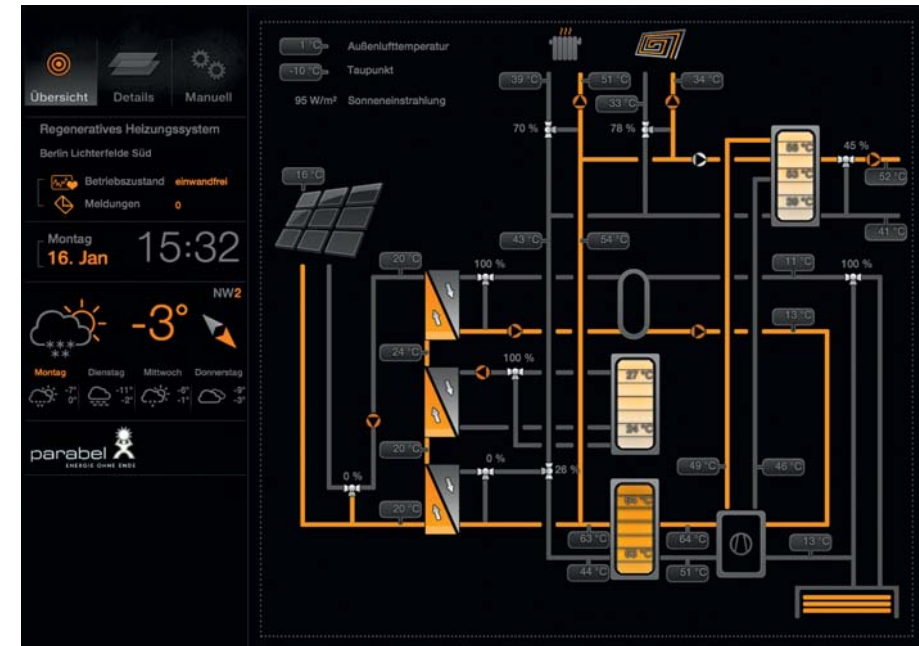 Übersicht Details Manuell
Regeneratives Heizungssystem
Berlin Lichterfelde Süd
Betriebszustand einwandfrei
Meldungen 0
Montag
16. Jan
15:32
NW2
-3°
Montag Dienstag Mittwoch Donnerstag
-7° -11° -6° -9°
0° -2° -1° -3°
parabel
ENERGIE OHNE ENDE
1 °C Außenlufttemperatur
-10 °C Taupunkt
95 W/m² Sonneneinstrahlung
39 °C 51 °C 34 °C
33 °C
70 % 78 %
45 %
53 °C
39 °C
52 °C
16 °C
43 °C 54 °C 41 °C
20 °C 100 % 11 °C 100 %
13 °C
24 °C 100 %
27 °C
24 °C
20 °C 0 % 26 % 49 °C 46 °C
0 %
20 °C
63 °C 64 °C 13 °C
44 °C 51 °C